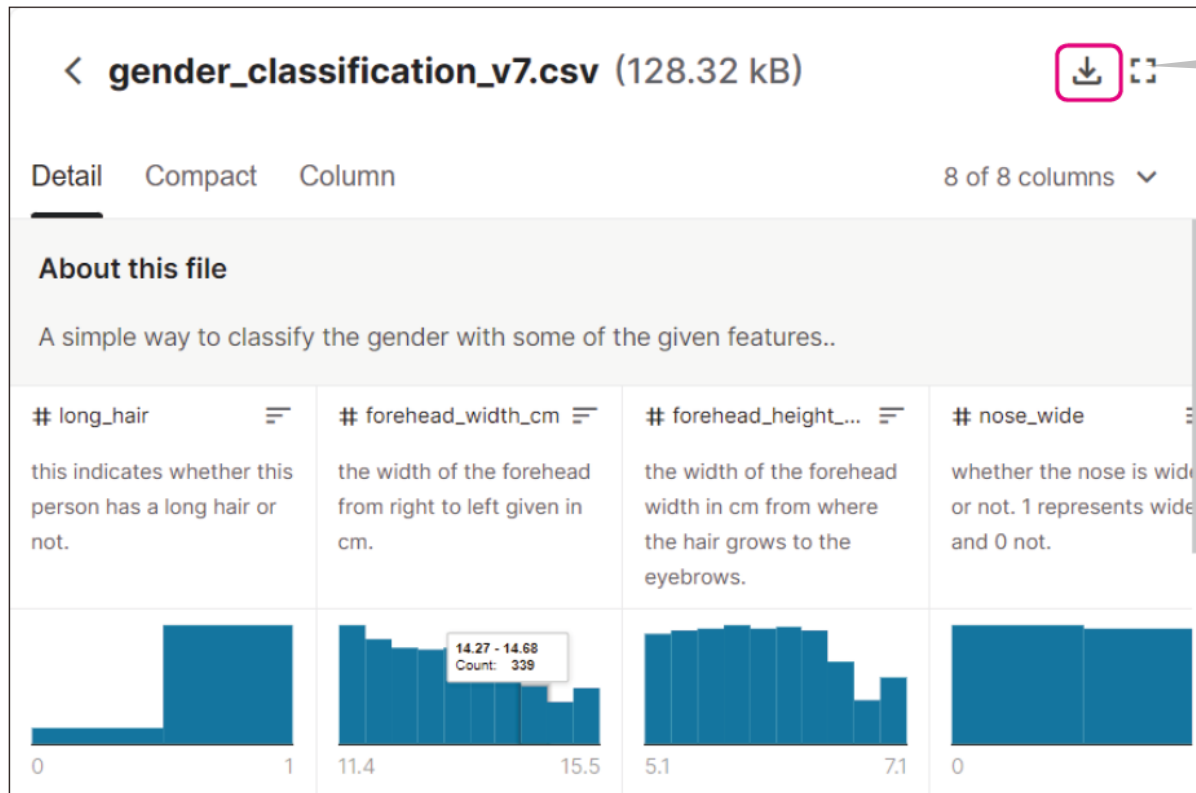 gender_classification_v7.csv (128.32 kB)
Detail Compact Column 8 of 8 columns
About this file
A simple way to classify the gender with some of the given features..
# long_hair
this indicates whether this
person has a long hair or
not.
0 1
# forehead_width_cm
the width of the forehead
from right to left given in
cm.
14.27 - 14.68
Count: 339
11.4 15.5
# forehead_height_...
the width of the forehead
width in cm from where
the hair grows to the
eyebrows.
5.1 7.1
# nose_wide
whether the nose is wide
or not. 1 represents wide
and 0 not.
0